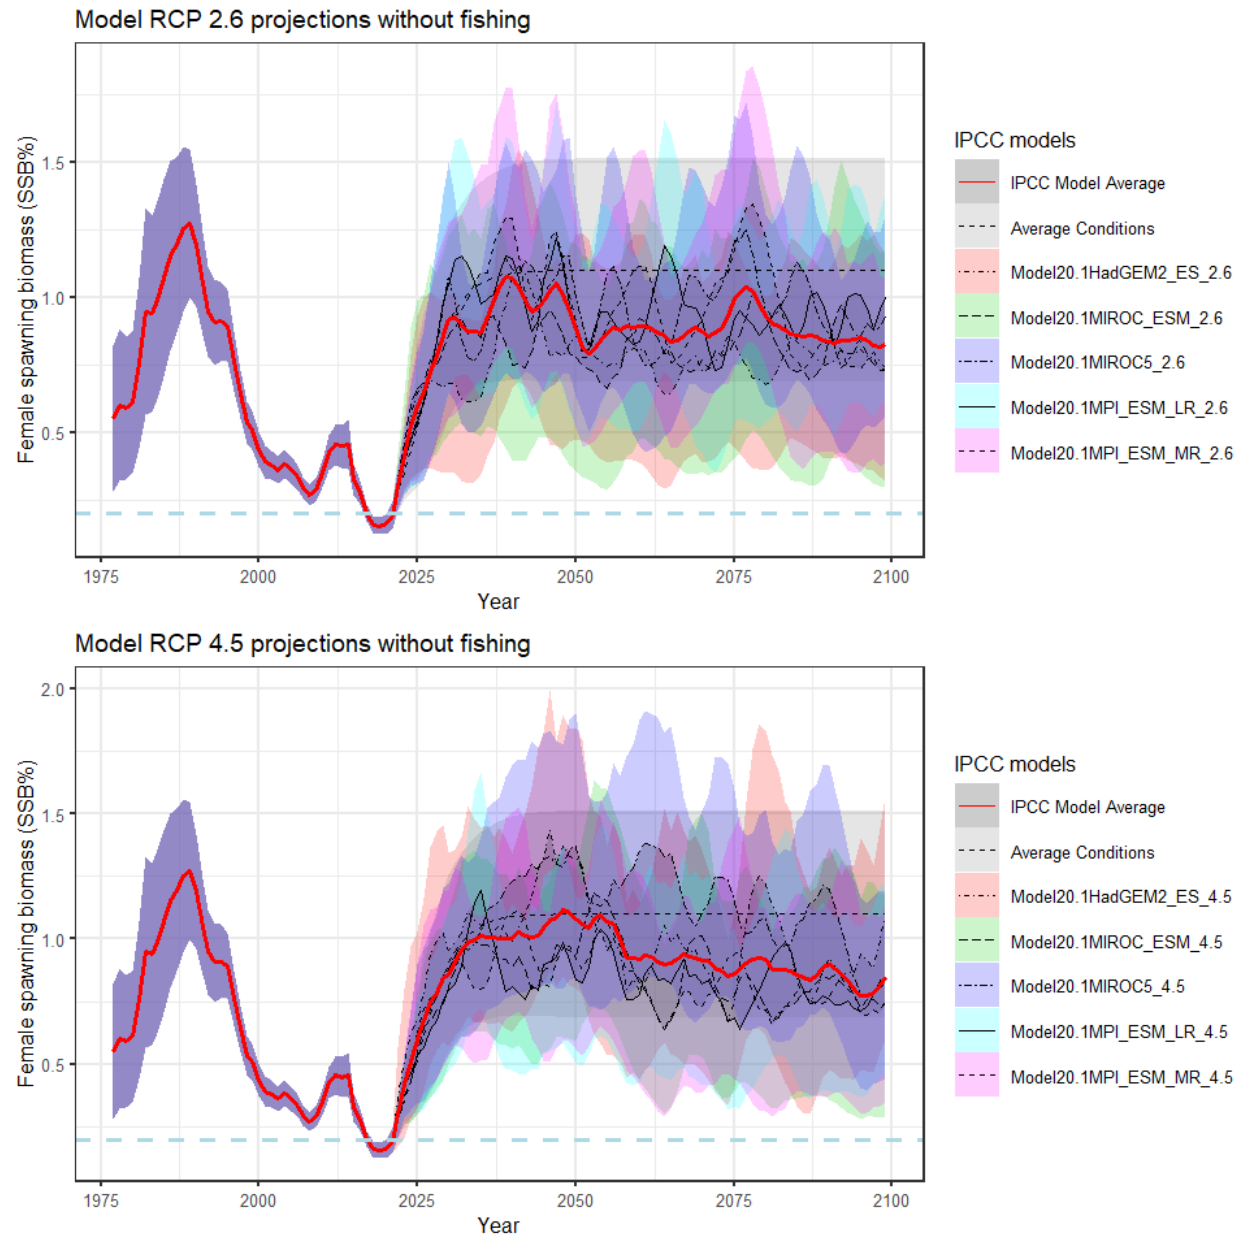 Model RCP 2.6 projections without fishing
Female spawning biomass (SSB%)
1.5
1.0
0.5
1975
2000
2025
2050
2075
2100
Year
IPCC models
IPCC Model Average
Average Conditions
Model20.1HadGEM2_ES_2.6
Model20.1MIROC_ESM_2.6
Model20.1MIROC5_2.6
Model20.1MPI_ESM_LR_2.6
Model20.1MPI_ESM_MR_2.6
Model RCP 4.5 projections without fishing
Female spawning biomass (SSB%)
2.0
1.5
1.0
0.5
1975
2000
2025
2050
2075
2100
Year
IPCC models
IPCC Model Average
Average Conditions
Model20.1HadGEM2_ES_4.5
Model20.1MIROC_ESM_4.5
Model20.1MIROC5_4.5
Model20.1MPI_ESM_LR_4.5
Model20.1MPI_ESM_MR_4.5